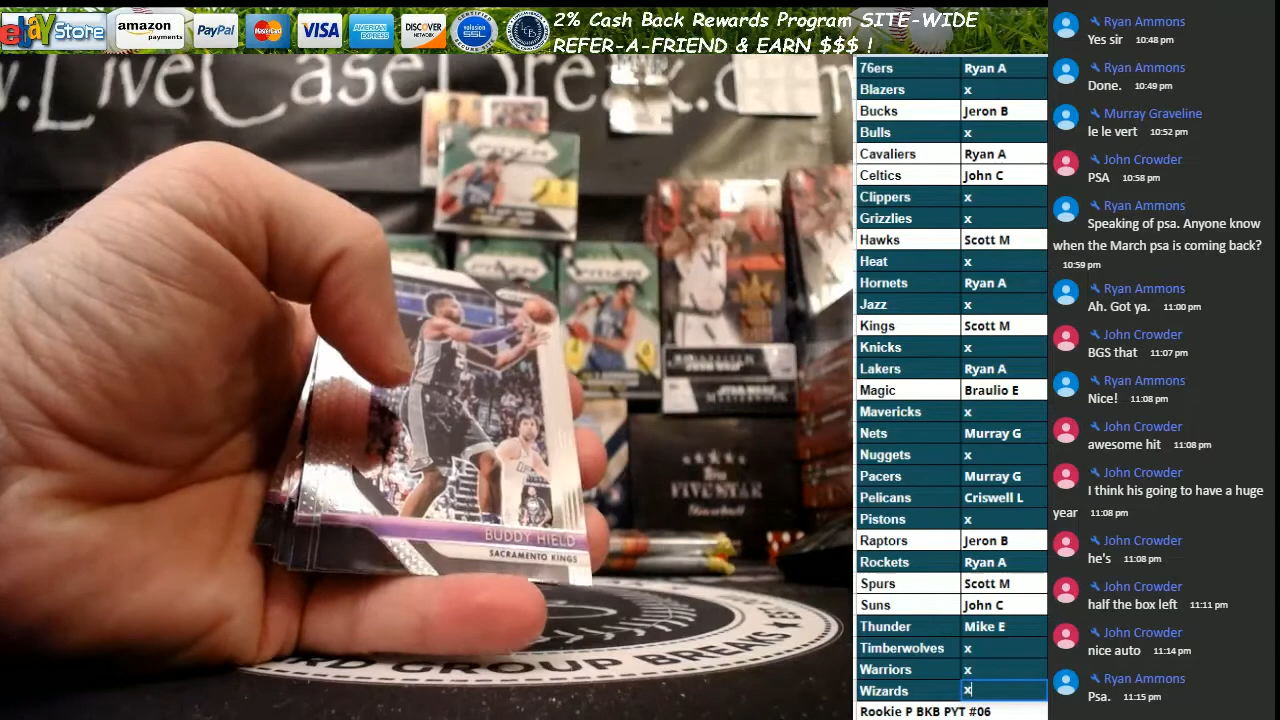 ebay Store
amazon
payments
PayPal
MasterCard
VISA
AMERICAN
EXPRESS
DISCOVER
NETWORK
SSL
2% Cash Back Rewards Program SITE-WIDE
REFER-A-FRIEND & EARN $$$ !
w.LiveCaseBreak.com
PRIZM
BUDDY HIELD
SACRAMENTO KINGS
FIVE STAR
CARD GROUP BREAKS
76ers Ryan A
Blazers x
Bucks Jeron B
Bulls x
Cavaliers Ryan A
Celtics John C
Clippers x
Grizzlies x
Hawks Scott M
Heat x
Hornets Ryan A
Jazz x
Kings Scott M
Knicks x
Lakers Ryan A
Magic Braulio E
Mavericks x
Nets Murray G
Nuggets x
Pacers Murray G
Pelicans Criswell L
Pistons x
Raptors Jeron B
Rockets Ryan A
Spurs Scott M
Suns John C
Thunder Mike E
Timberwolves x
Warriors x
Wizards x
Rookie P BKB PYT #06
Ryan Ammons
Yes sir 10:48 pm
Ryan Ammons
Done. 10:49 pm
Murray Graveline
le le vert 10:52 pm
John Crowder
PSA 10:58 pm
Ryan Ammons
Speaking of psa. Anyone know
when the March psa is coming back?
10:59 pm
Ryan Ammons
Ah. Got ya. 11:00 pm
John Crowder
BGS that 11:07 pm
Ryan Ammons
Nice! 11:08 pm
John Crowder
awesome hit 11:08 pm
John Crowder
I think his going to have a huge
year 11:08 pm
John Crowder
he's 11:08 pm
John Crowder
half the box left 11:11 pm
John Crowder
nice auto 11:14 pm
Ryan Ammons
Psa. 11:15 pm